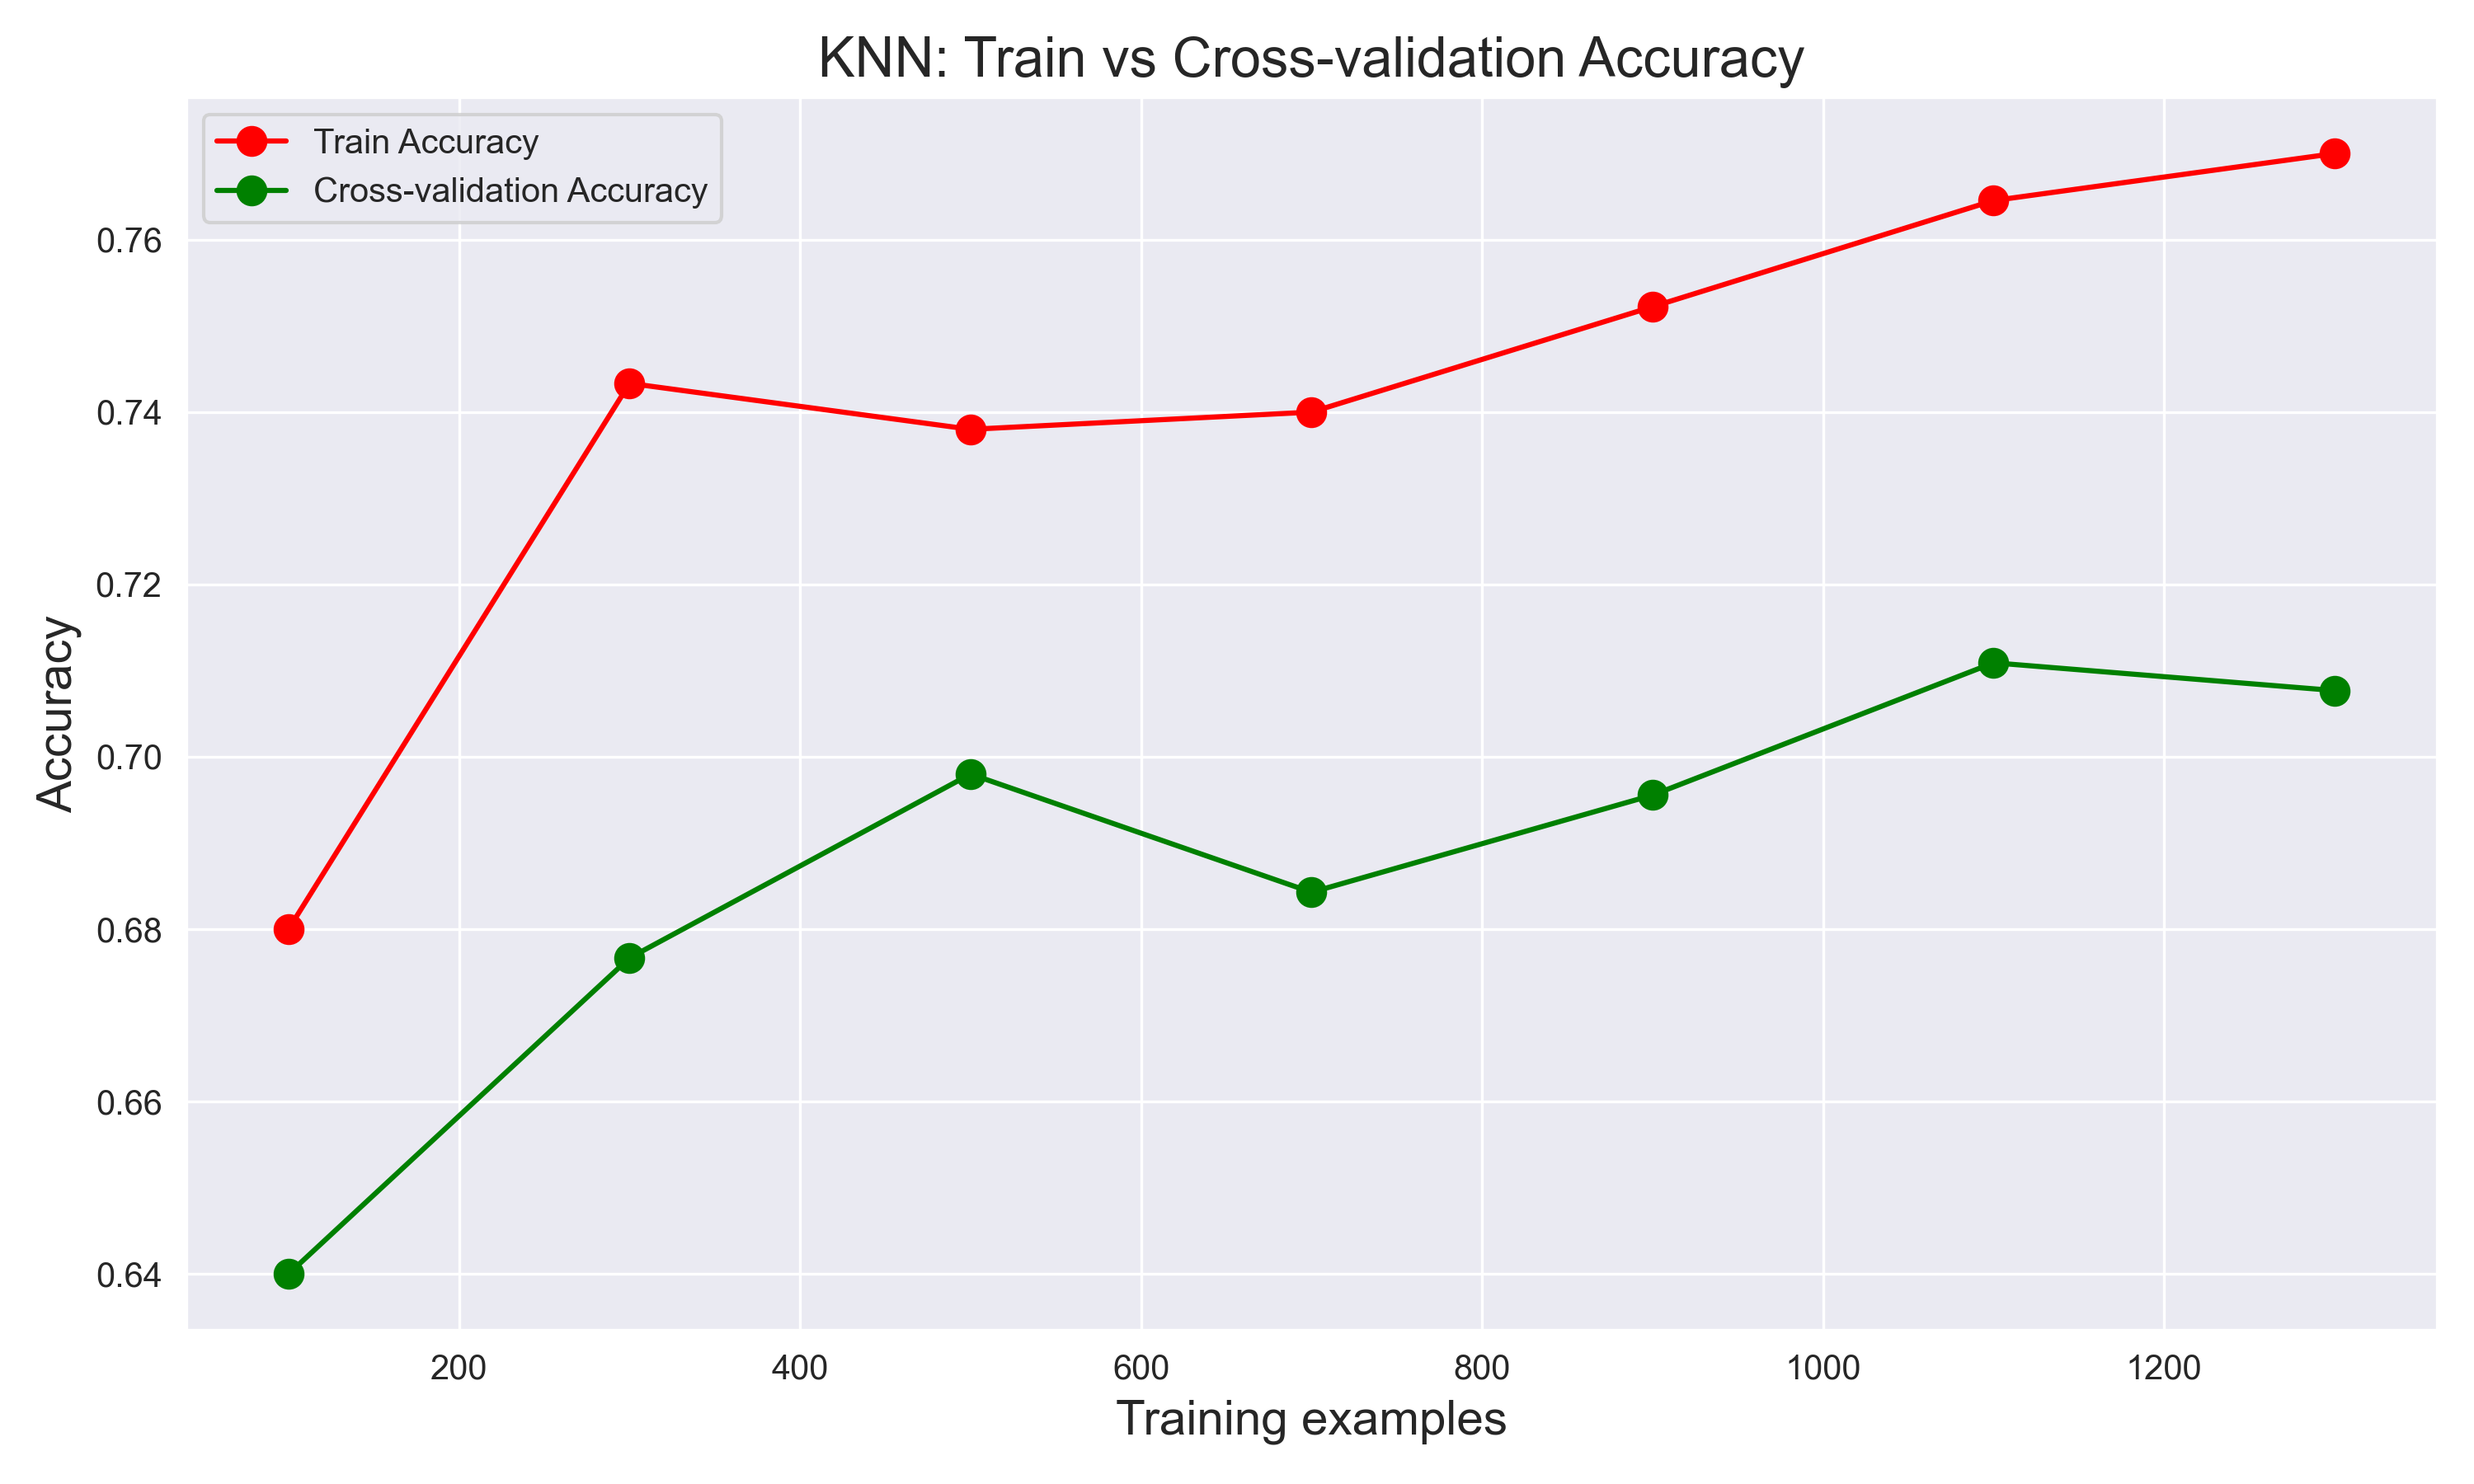 KNN: Train vs Cross-validation Accuracy
Train Accuracy
Cross-validation Accuracy
0.76
0.74
0.72
0.70
0.68
0.66
0.64
Accuracy
200 400 600 800 1000 1200
Training examples